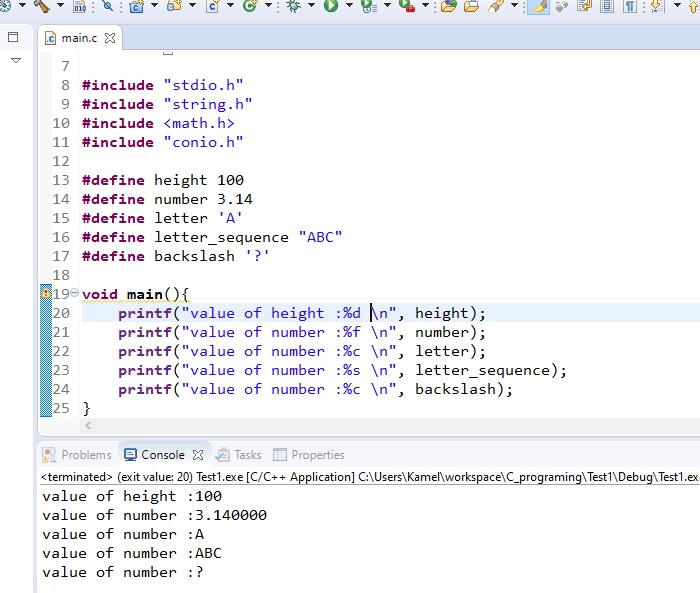 main.c
7
8 #include "stdio.h"
9 #include "string.h"
10 #include <math.h>
11 #include "conio.h"
12
13 #define height 100
14 #define number 3.14
15 #define letter 'A'
16 #define letter_sequence "ABC"
17 #define backslash '?'
18
19 void main(){
20 printf("value of height :%d \n", height);
21 printf("value of number :%f \n", number);
22 printf("value of number :%c \n", letter);
23 printf("value of number :%s \n", letter_sequence);
24 printf("value of number :%c \n", backslash);
25 }
Problems Console Tasks Properties
<terminated> (exit value: 20) Test1.exe [C/C++ Application] C:\Users\Kamel\workspace\C_programing\Test1\Debug\Test1.exe
value of height :100
value of number :3.140000
value of number :A
value of number :ABC
value of number :?